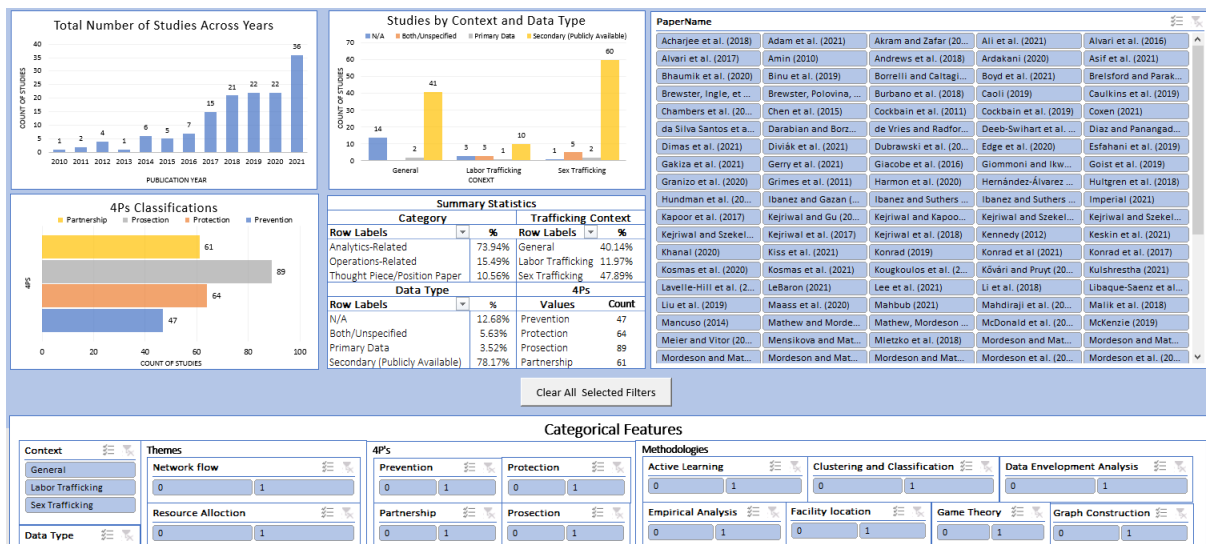 Total Number of Studies Across Years
COUNT OF STUDIES
40
35
30
25
20
15
10
5
0
1 2 4 1 6 5 7 15 21 22 22 36
2010 2011 2012 2013 2014 2015 2016 2017 2018 2019 2020 2021
PUBLICATION YEAR
Studies by Context and Data Type
N/A Both/Unspecified Primary Data Secondary (Publicly Available)
COUNT OF STUDIES
70
60
50
40
30
20
10
0
14 2 41 3 3 1 10 1 5 2 60
General Labor Trafficking Sex Trafficking
CONEXT
4Ps Classifications
Partnership Prosection Protection Prevention
4PS
61
89
64
47
0 20 40 60 80 100
COUNT OF STUDIES
Summary Statistics
Category Trafficking Context
Row Labels % Row Labels %
Analytics-Related 73.94% General 40.14%
Operations-Related 15.49% Labor Trafficking 11.97%
Thought Piece/Position Paper 10.56% Sex Trafficking 47.89%
Data Type 4Ps
Row Labels % Values Count
N/A 12.68% Prevention 47
Both/Unspecified 5.63% Protection 64
Primary Data 3.52% Prosection 89
Secondary (Publicly Available) 78.17% Partnership 61
PaperName
Acharjee et al. (2018) Adam et al. (2021) Akram and Zafar (20... Ali et al. (2021) Alvari et al. (2016)
Alvari et al. (2017) Amin (2010) Andrews et al. (2018) Ardakani (2020) Asif et al. (2021)
Bhaumik et al. (2020) Binu et al. (2019) Borrelli and Caltagi... Boyd et al. (2021) Brelsford and Parak...
Brewster, Ingle, et ... Brewster, Polovina, ... Burbano et al. (2018) Caoli (2019) Caulkins et al. (2019)
Chambers et al. (20... Chen et al. (2015) Cockbain et al. (2011) Cockbain et al. (2019) Coxen (2021)
da Silva Santos et a... Darabian and Borz... de Vries and Radfor... Deeb-Swihart et al. ... Diaz and Panangad...
Dimas et al. (2021) Diviák et al. (2021) Dubrawski et al. (20... Edge et al. (2020) Esfahani et al. (2019)
Gakiza et al. (2021) Gerry et al. (2021) Giacobe et al. (2016) Giommoni and Ikw... Goist et al. (2019)
Granizo et al. (2020) Grimes et al. (2011) Harmon et al. (2020) Hernández-Álvarez ... Hultgren et al. (2018)
Hundman et al. (20... Ibanez and Gazan (... Ibanez and Suthers ... Ibanez and Suthers ... Imperial (2021)
Kapoor et al. (2017) Kejriwal and Gu (20... Kejriwal and Kapoo... Kejriwal and Szekel... Kejriwal and Szekel...
Kejriwal and Szekel... Kejriwal et al. (2017) Kejriwal et al. (2018) Kennedy (2012) Keskin et al. (2021)
Khanal (2020) Kiss et al. (2021) Konrad (2019) Konrad et al. (2021) Konrad et al. (2017)
Kosmas et al. (2020) Kosmas et al. (2021) Kougkoulos et al. (2... Kővári and Pruyt (20... Kulshrestha (2021)
Lavelle-Hill et al. (2... LeBaron (2021) Lee et al. (2021) Li et al. (2018) Libaque-Saenz et al...
Liu et al. (2019) Maass et al. (2020) Mahbub (2021) Mahdiraji et al. (20... Malik et al. (2018)
Mancuso (2014) Mathew and Morde... Mathew, Mordeson ... McDonald et al. (20... McKenzie (2019)
Meier and Vitor (20... Mensikova and Mat... Mletzko et al. (2018) Mordeson and Mat... Mordeson and Mat...
Mordeson and Mat... Mordeson and Mat... Mordeson and Mat... Mordeson et al. (20... Mordeson et al. (20...
Clear All Selected Filters
Categorical Features
Context
General
Labor Trafficking
Sex Trafficking
Data Type
Themes
Network flow
0 1
Resource Alloction
0 1
4P's
Prevention Protection
0 1 0 1
Partnership Prosection
0 1 0 1
Methodologies
Active Learning Clustering and Classification Data Envelopment Analysis
0 1 0 1 0 1
Empirical Analysis Facility location Game Theory Graph Construction
0 1 0 1 0 1 0 1